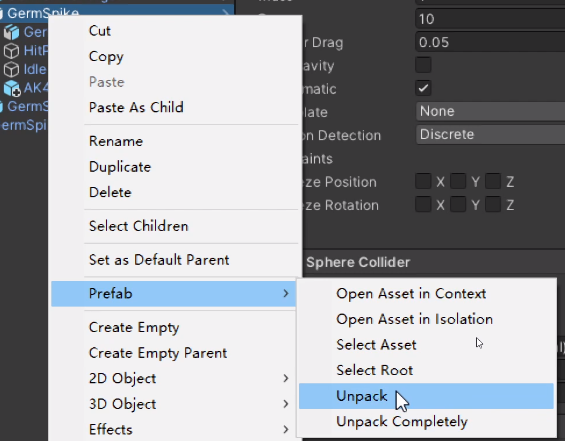 GermSpike
Ger
HitP
Idle
AK4
GermS
ermSpi
Cut
Copy
Paste
Paste As Child
Rename
Duplicate
Delete
Select Children
Set as Default Parent
Prefab
Create Empty
Create Empty Parent
2D Object
3D Object
Effects
10
r Drag
0.05
avity
matic
late
None
on Detection
Discrete
aints
eze Position
X Y Z
eze Rotation
X Y Z
Sphere Collider
Open Asset in Context
Open Asset in Isolation
Select Asset
Select Root
Unpack
Unpack Completely